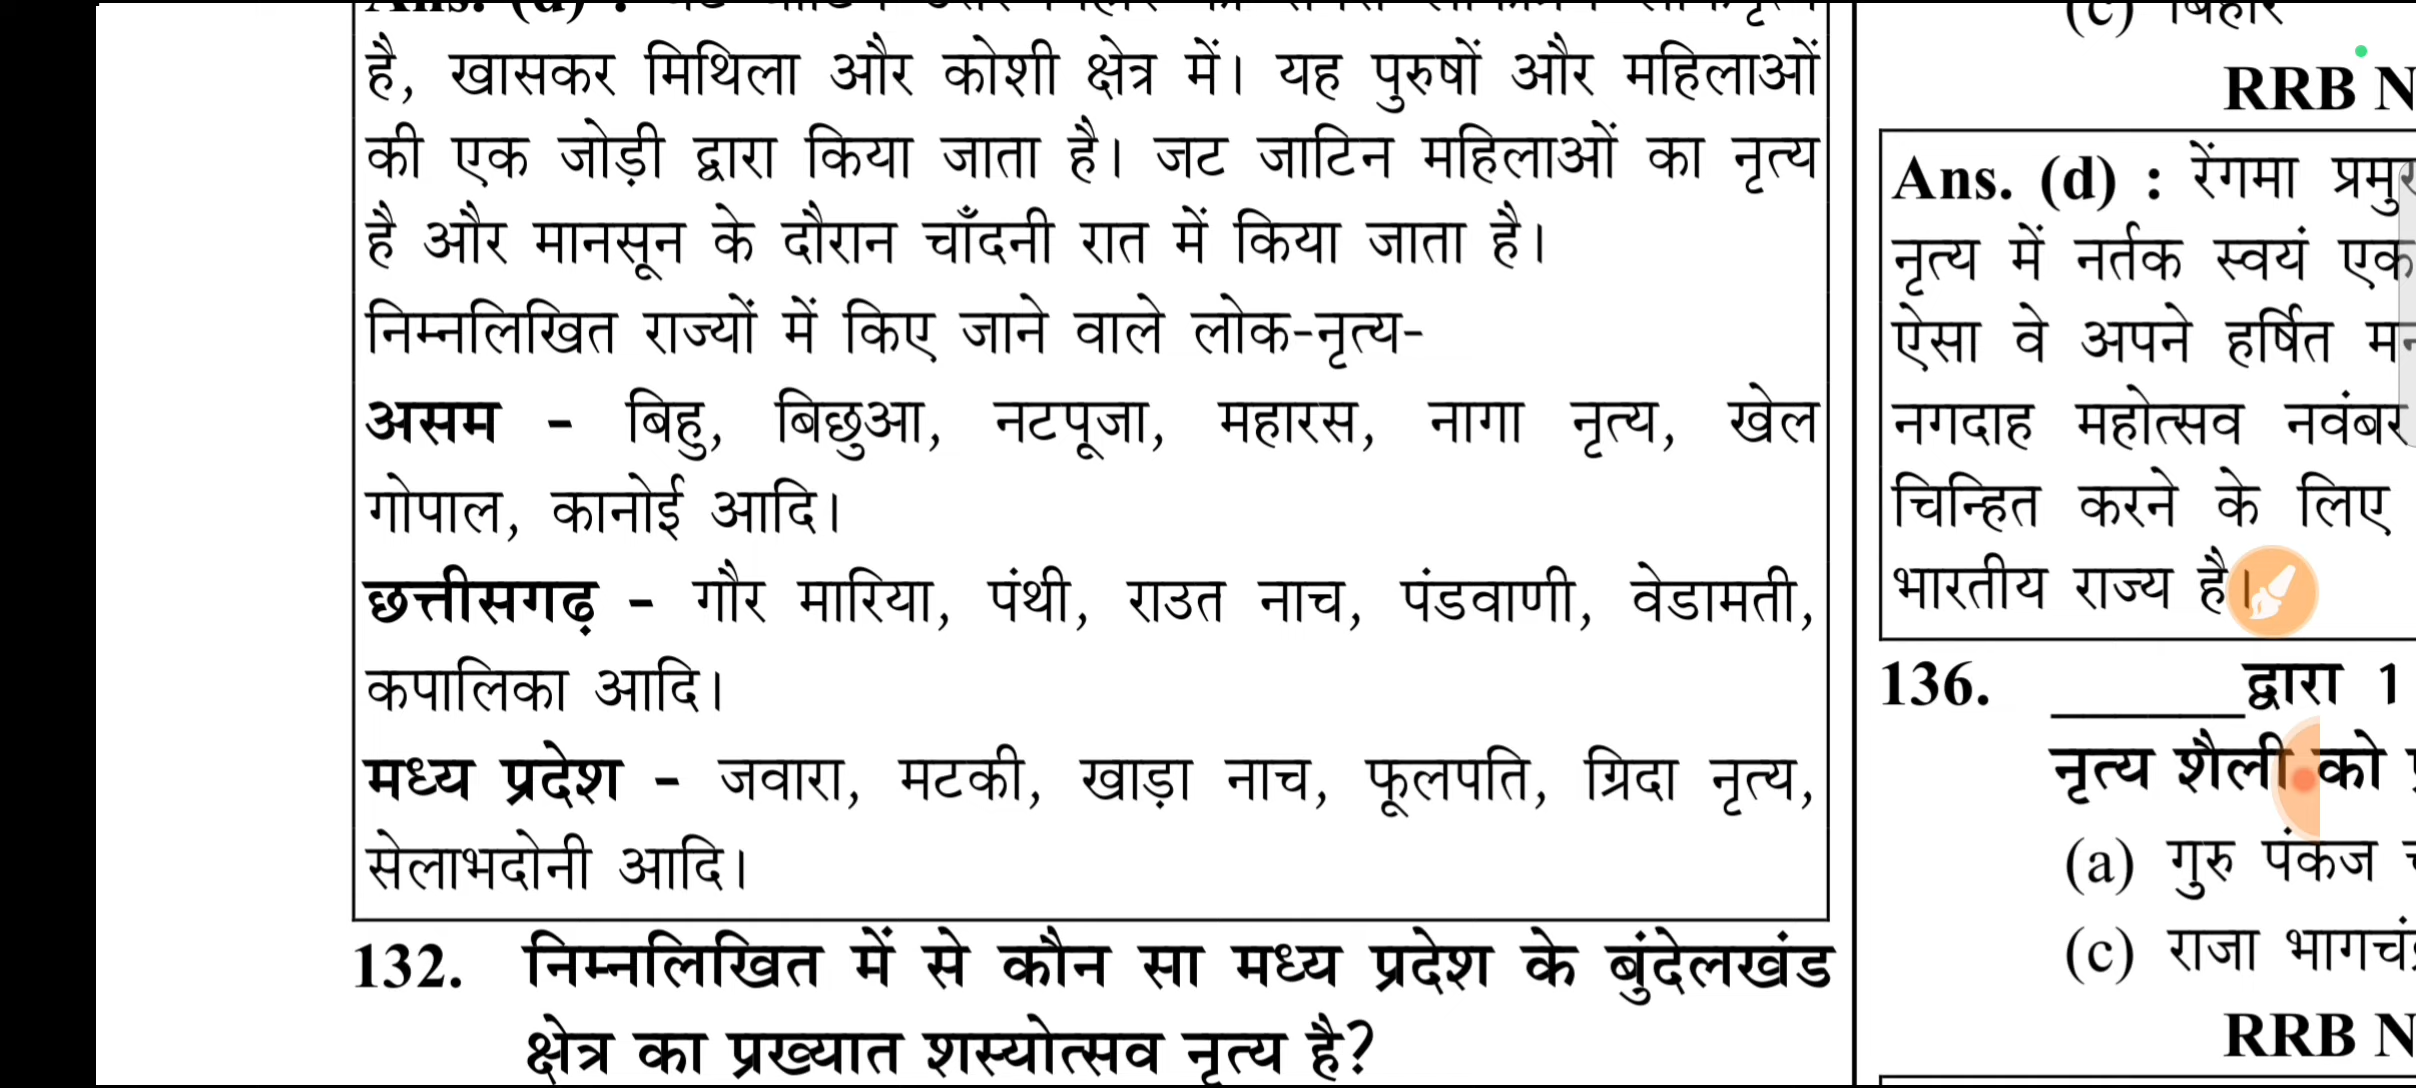 है, खासकर मिथिला और कोशी क्षेत्र में। यह पुरुषों और महिलाओं
की एक जोड़ी द्वारा किया जाता है। जट जाटिन महिलाओं का नृत्य
है और मानसून के दौरान चाँदनी रात में किया जाता है।
निम्नलिखित राज्यों में किए जाने वाले लोक-नृत्य-
असम - बिहु, बिछुआ, नटपूजा, महारस, नागा नृत्य, खेल
गोपाल, कानोई आदि।
छत्तीसगढ़ - गौर मारिया, पंथी, राउत नाच, पंडवाणी, वेडामती,
कपालिका आदि।
मध्य प्रदेश - जवारा, मटकी, खाड़ा नाच, फूलपति, ग्रिदा नृत्य,
सेलाभदोनी आदि।
132. निम्नलिखित में से कौन सा मध्य प्रदेश के बुंदेलखंड
क्षेत्र का प्रख्यात शस्योत्सव नृत्य है?
(c) बिहार
RRB N
Ans. (d) : रेंगमा
नृत्य में नर्तक स्वयं एक
ऐसा वे अपने हर्षित
नगदाह महोत्सव नवंबर
चिन्हित करने के लिए
भारतीय राज्य है।
136. ______द्वारा 1
नृत्य शैली को
(a) गुरु पंकज
(c) राजा
RRB N